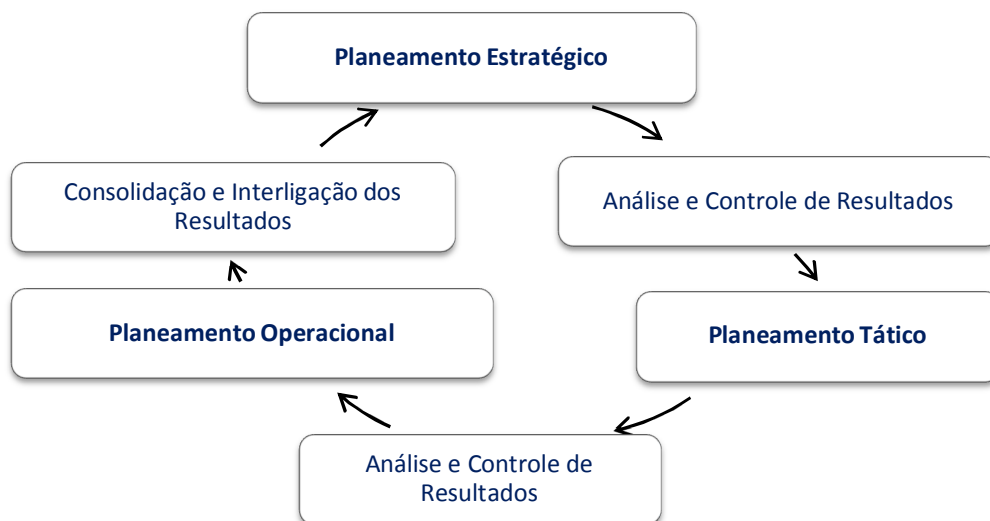 Planeamento Estratégico
Consolidação e Interligação dos
Resultados
Análise e Controle de Resultados
Planeamento Operacional
Planeamento Tático
Análise e Controle de
Resultados